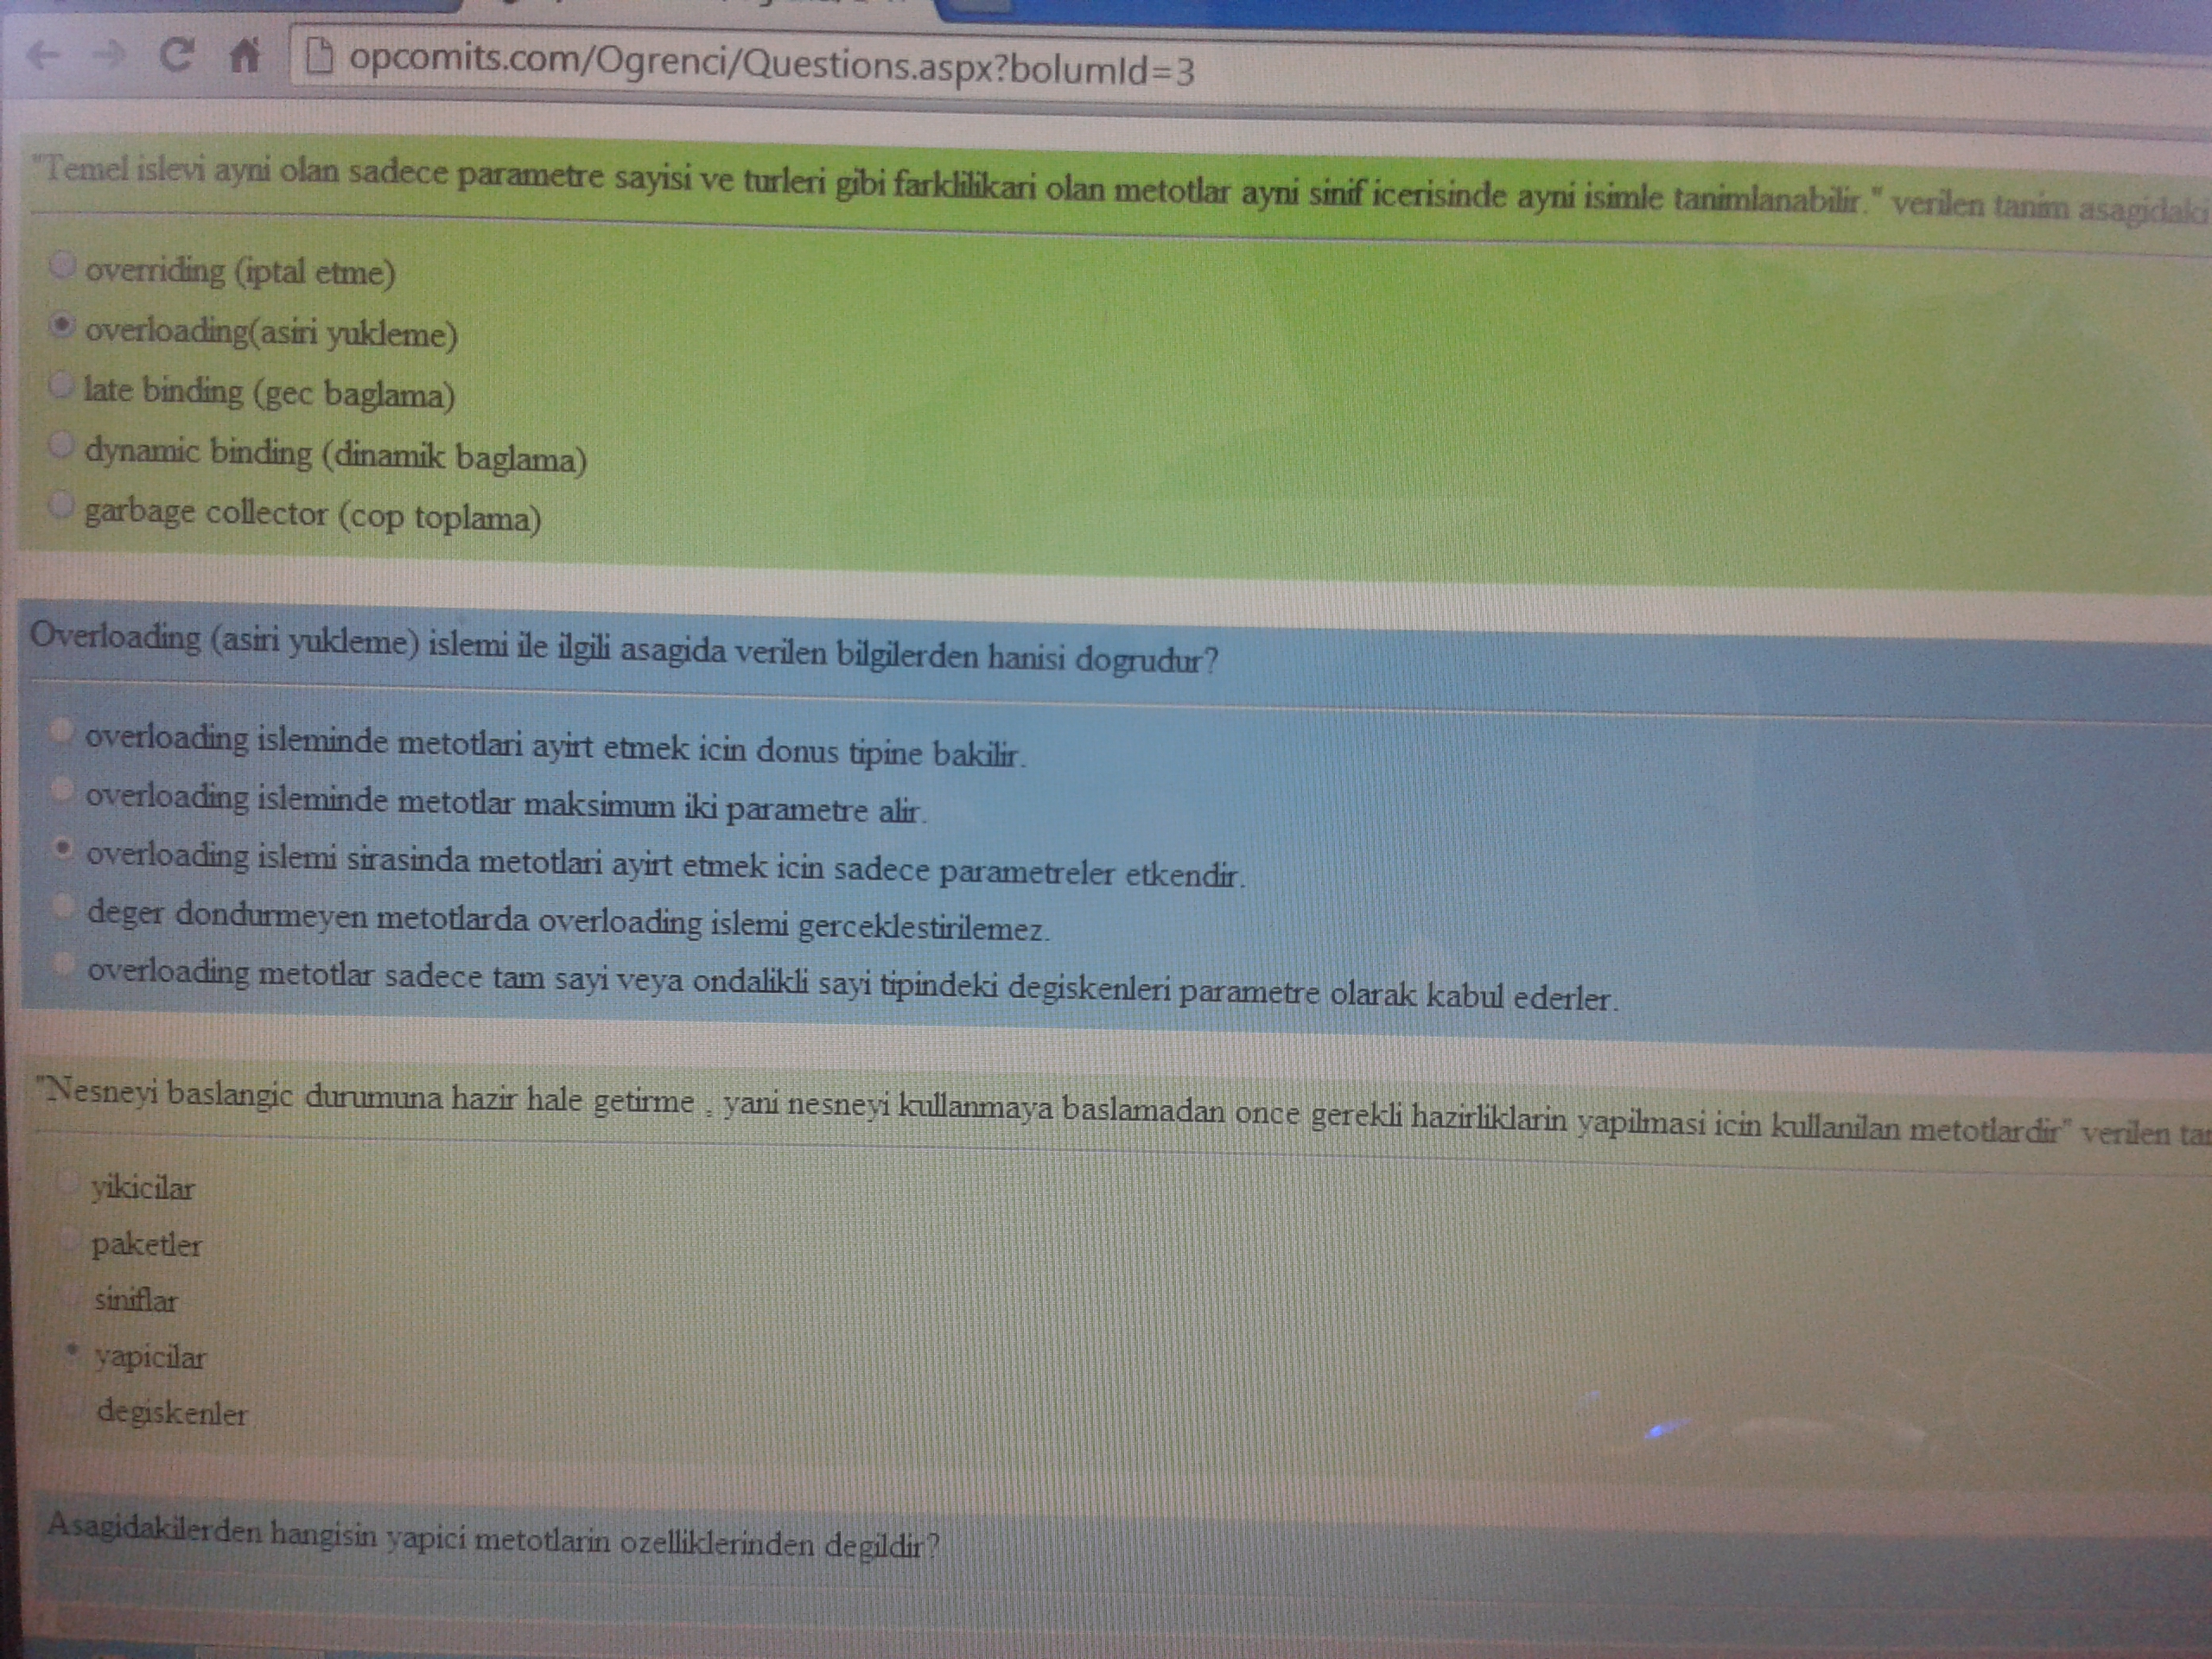 opcomits.com/Ogrenci/Questions.aspx?bolumId=3
"Temel islevi ayni olan sadece parametre sayisi ve turleri gibi farklilikari olan metotlar ayni sinif icerisinde ayni isimle tanimlanabilir." verilen tanim asagidaki
overriding (iptal etme)
overloading(asiri yukleme)
late binding (gec baglama)
dynamic binding (dinamik baglama)
garbage collector (cop toplama)
Overloading (asiri yukleme) islemi ile ilgili asagida verilen bilgilerden hanisi dogrudur?
overloading isleminde metotlari ayirt etmek icin donus tipine bakilir.
overloading isleminde metotlar maksimum iki parametre alir.
overloading islemi sirasinda metotlari ayirt etmek icin sadece parametreler etkendir.
deger dondurmeyen metotlarda overloading islemi gerceklestirilemez.
overloading metotlar sadece tam sayi veya ondalikli sayi tipindeki degiskenleri parametre olarak kabul ederler.
"Nesneyi baslangic durumuna hazir hale getirme , yani nesneyi kullanmaya baslamadan once gerekli hazirliklarin yapilmasi icin kullanilan metotlardir" verilen
yikicilar
paketler
siniflar
yapicilar
degiskenler
Asagidakilerden hangisin yapici metotlarin ozelliklerinden degildir?